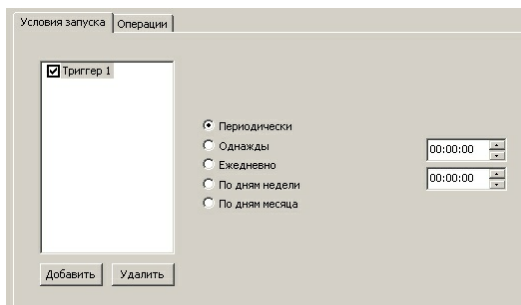 Условия запуска Операции
Триггер 1
Периодически
Однажды
00:00:00
Ежедневно
По дням недели
00:00:00
По дням месяца
Добавить Удалить